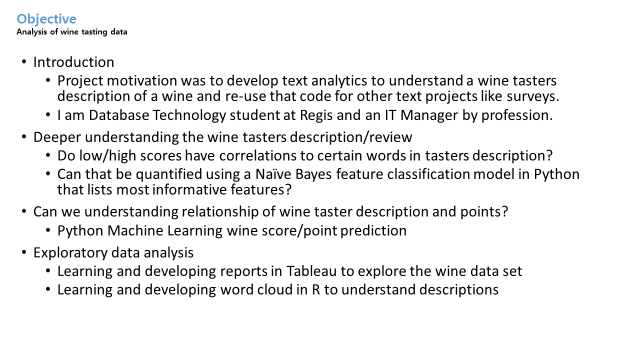 Objective
Analysis of wine tasting data
• Introduction
• Project motivation was to develop text analytics to understand a wine tasters
description of a wine and re-use that code for other text projects like surveys.
• I am Database Technology student at Regis and an IT Manager by profession.
• Deeper understanding the wine tasters description/review
• Do low/high scores have correlations to certain words in tasters description?
• Can that be quantified using a Naïve Bayes feature classification model in Python
that lists most informative features?
• Can we understanding relationship of wine taster description and points?
• Python Machine Learning wine score/point prediction
• Exploratory data analysis
• Learning and developing reports in Tableau to explore the wine data set
• Learning and developing word cloud in R to understand descriptions